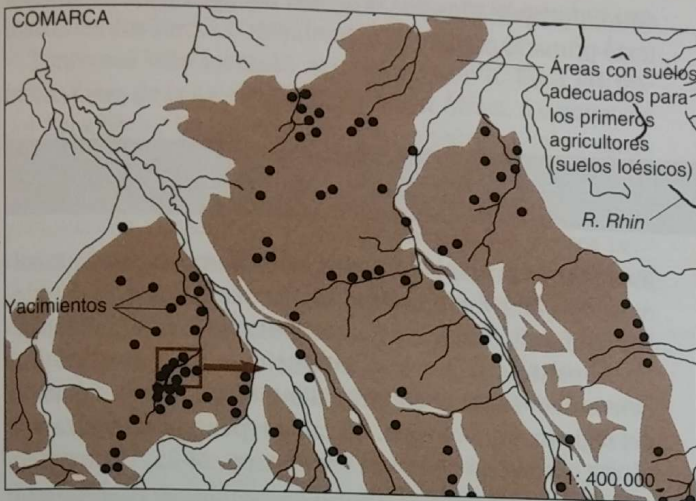 COMARCA
Áreas con suelos
adecuados para
los primeros
agricultores
(suelos loésicos)
R. Rhin
Yacimientos
1: 400.000